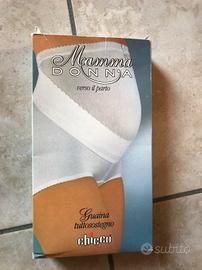 Mamma
DONNA
verso il parto
Guaina
tuttosostegno
chicco
subito